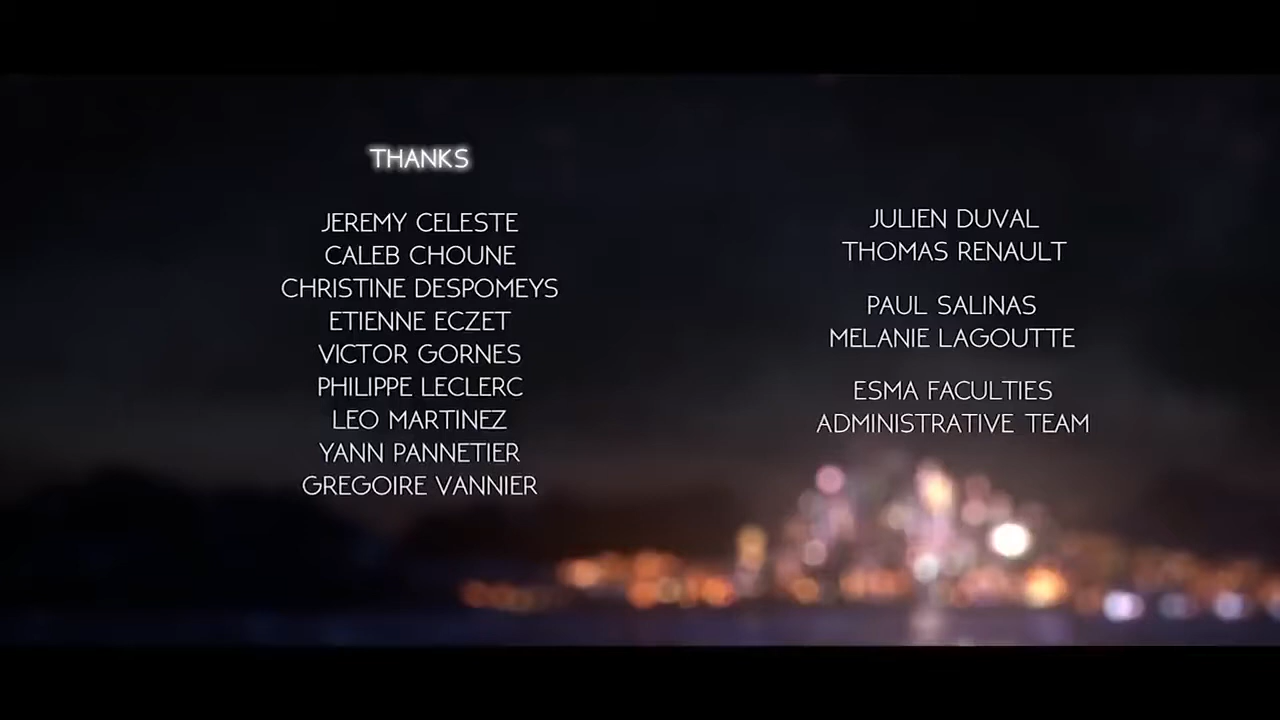 THANKS
JEREMY CELESTE
CALEB CHOUNE
CHRISTINE DESPOMEYS
ETIENNE ECZET
VICTOR GORNES
PHILIPPE LECLERC
LEO MARTINEZ
YANN PANNETIER
GREGOIRE VANNIER
JULIEN DUVAL
THOMAS RENAULT
PAUL SALINAS
MELANIE LAGOUTTE
ESMA FACULTIES
ADMINISTRATIVE TEAM